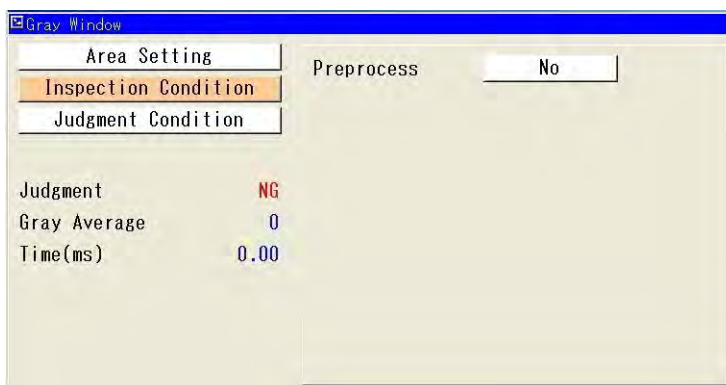 Gray Window
Area Setting
Inspection Condition
Judgment Condition
Preprocess No
Judgment NG
Gray Average 0
Time(ms) 0.00